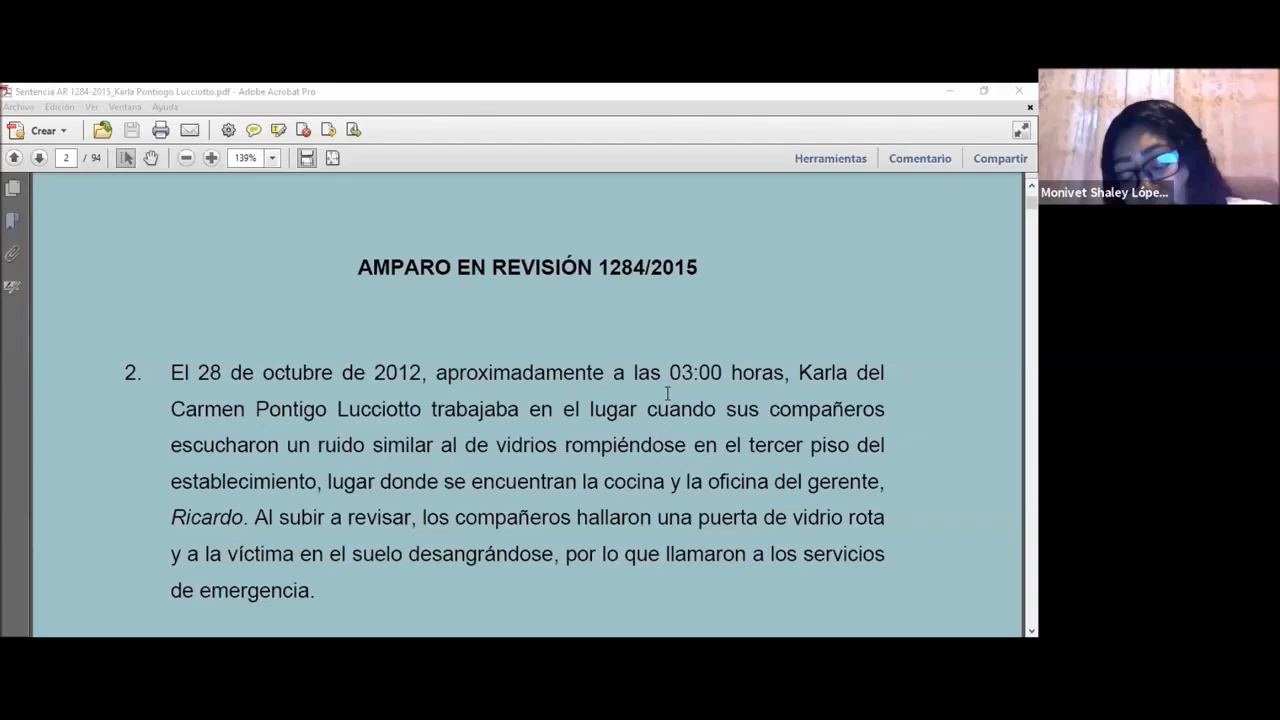 Sentencia AR 1284-2015_Karla Pontiogo Lucciotto.pdf - Adobe Acrobat Pro
Archivo Edición Ver Ventana Ayuda
Crear
2 / 94 139% Herramientas Comentario Compartir
Monivet Shaley Lópe...
AMPARO EN REVISIÓN 1284/2015
2. El 28 de octubre de 2012, aproximadamente a las 03:00 horas, Karla del
Carmen Pontigo Lucciotto trabajaba en el lugar cuando sus compañeros
escucharon un ruido similar al de vidrios rompiéndose en el tercer piso del
establecimiento, lugar donde se encuentran la cocina y la oficina del gerente,
Ricardo. Al subir a revisar, los compañeros hallaron una puerta de vidrio rota
y a la víctima en el suelo desangrándose, por lo que llamaron a los servicios
de emergencia.